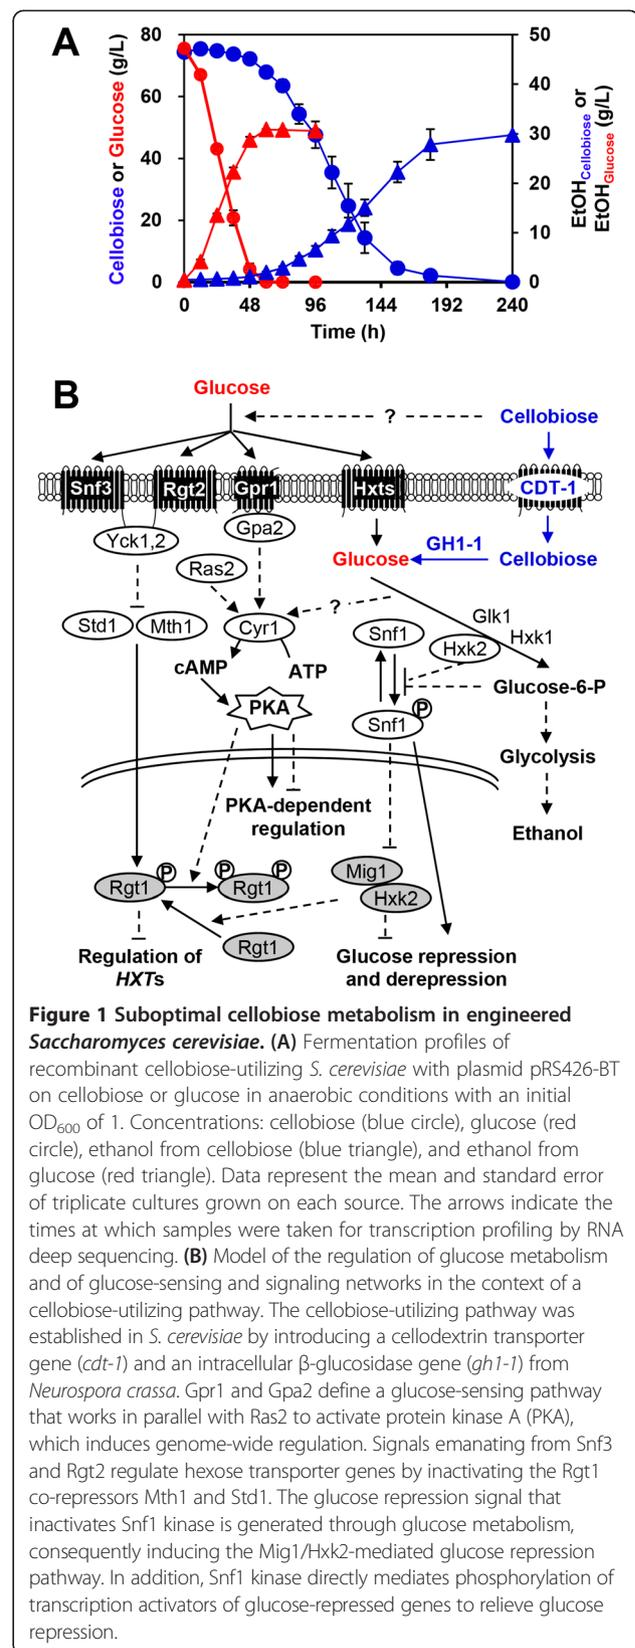 A
80
60
40
20
0
Cellobiose or Glucose (g/L)
50
40
30
20
10
0
EtOHCellobiose or
EtOHGlucose (g/L)
0 48 96 144 192 240
Time (h)
B
Glucose
? Cellobiose
Snf3 Rgt2 Gpr1 Hxts CDT-1
Yck1,2 Gpa2
Glucose GH1-1 Cellobiose
Ras2
?
Std1 Mth1 Cyr1 Snf1 Glk1
Hxk2 Hxk1
cAMP ATP
Glucose-6-P
PKA
Snf1 P
Glycolysis
PKA-dependent
regulation
Ethanol
Mig1
Rgt1 P P Rgt1 P
Hxk2
Rgt1
Regulation of
HXTs
Glucose repression
and derepression
Figure 1 Suboptimal cellobiose metabolism in engineered
Saccharomyces cerevisiae. (A) Fermentation profiles of
recombinant cellobiose-utilizing S. cerevisiae with plasmid pRS426-BT
on cellobiose or glucose in anaerobic conditions with an initial
OD600 of 1. Concentrations: cellobiose (blue circle), glucose (red
circle), ethanol from cellobiose (blue triangle), and ethanol from
glucose (red triangle). Data represent the mean and standard error
of triplicate cultures grown on each source. The arrows indicate the
times at which samples were taken for transcription profiling by RNA
deep sequencing. (B) Model of the regulation of glucose metabolism
and of glucose-sensing and signaling networks in the context of a
cellobiose-utilizing pathway. The cellobiose-utilizing pathway was
established in S. cerevisiae by introducing a cellodextrin transporter
gene (cdt-1) and an intracellular β-glucosidase gene (gh1-1) from
Neurospora crassa. Gpr1 and Gpa2 define a glucose-sensing pathway
that works in parallel with Ras2 to activate protein kinase A (PKA),
which induces genome-wide regulation. Signals emanating from Snf3
and Rgt2 regulate hexose transporter genes by inactivating the Rgt1
co-repressors Mth1 and Std1. The glucose repression signal that
inactivates Snf1 kinase is generated through glucose metabolism,
consequently inducing the Mig1/Hxk2-mediated glucose repression
pathway. In addition, Snf1 kinase directly mediates phosphorylation of
transcription activators of glucose-repressed genes to relieve glucose
repression.